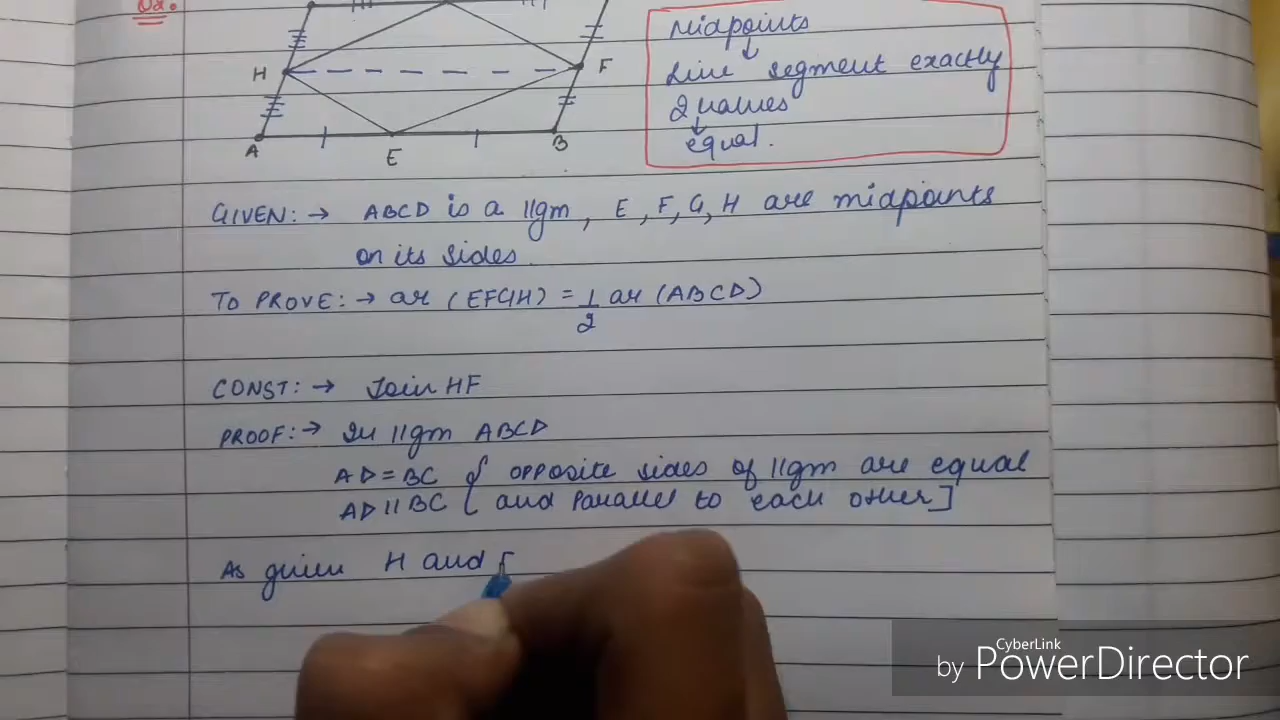 Q2.
H
F
A
E
B
Midpoints
↓
Line segment exactly
2 values
↓
equal.
GIVEN:→ ABCD is a ||gm, E, F, G, H are midpoints
on its sides.
TO PROVE:→ ar (EFGH) = 1/2 ar (ABCD)
CONST:→ Join HF
PROOF:→ In ||gm ABCD
AD = BC [ opposite sides of ||gm are equal
AD || BC and Parallel to each other]
As given H and F
CyberLink
by PowerDirector